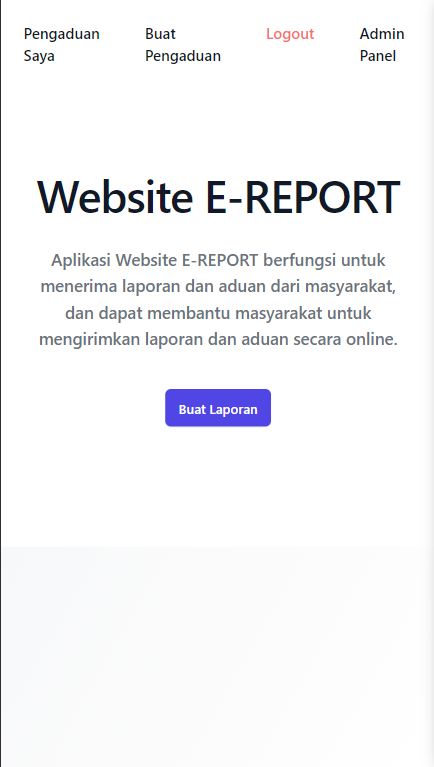 Pengaduan Saya
Buat Pengaduan
Logout
Admin Panel
Website E-REPORT
Aplikasi Website E-REPORT berfungsi untuk
menerima laporan dan aduan dari masyarakat,
dan dapat membantu masyarakat untuk
mengirimkan laporan dan aduan secara online.
Buat Laporan